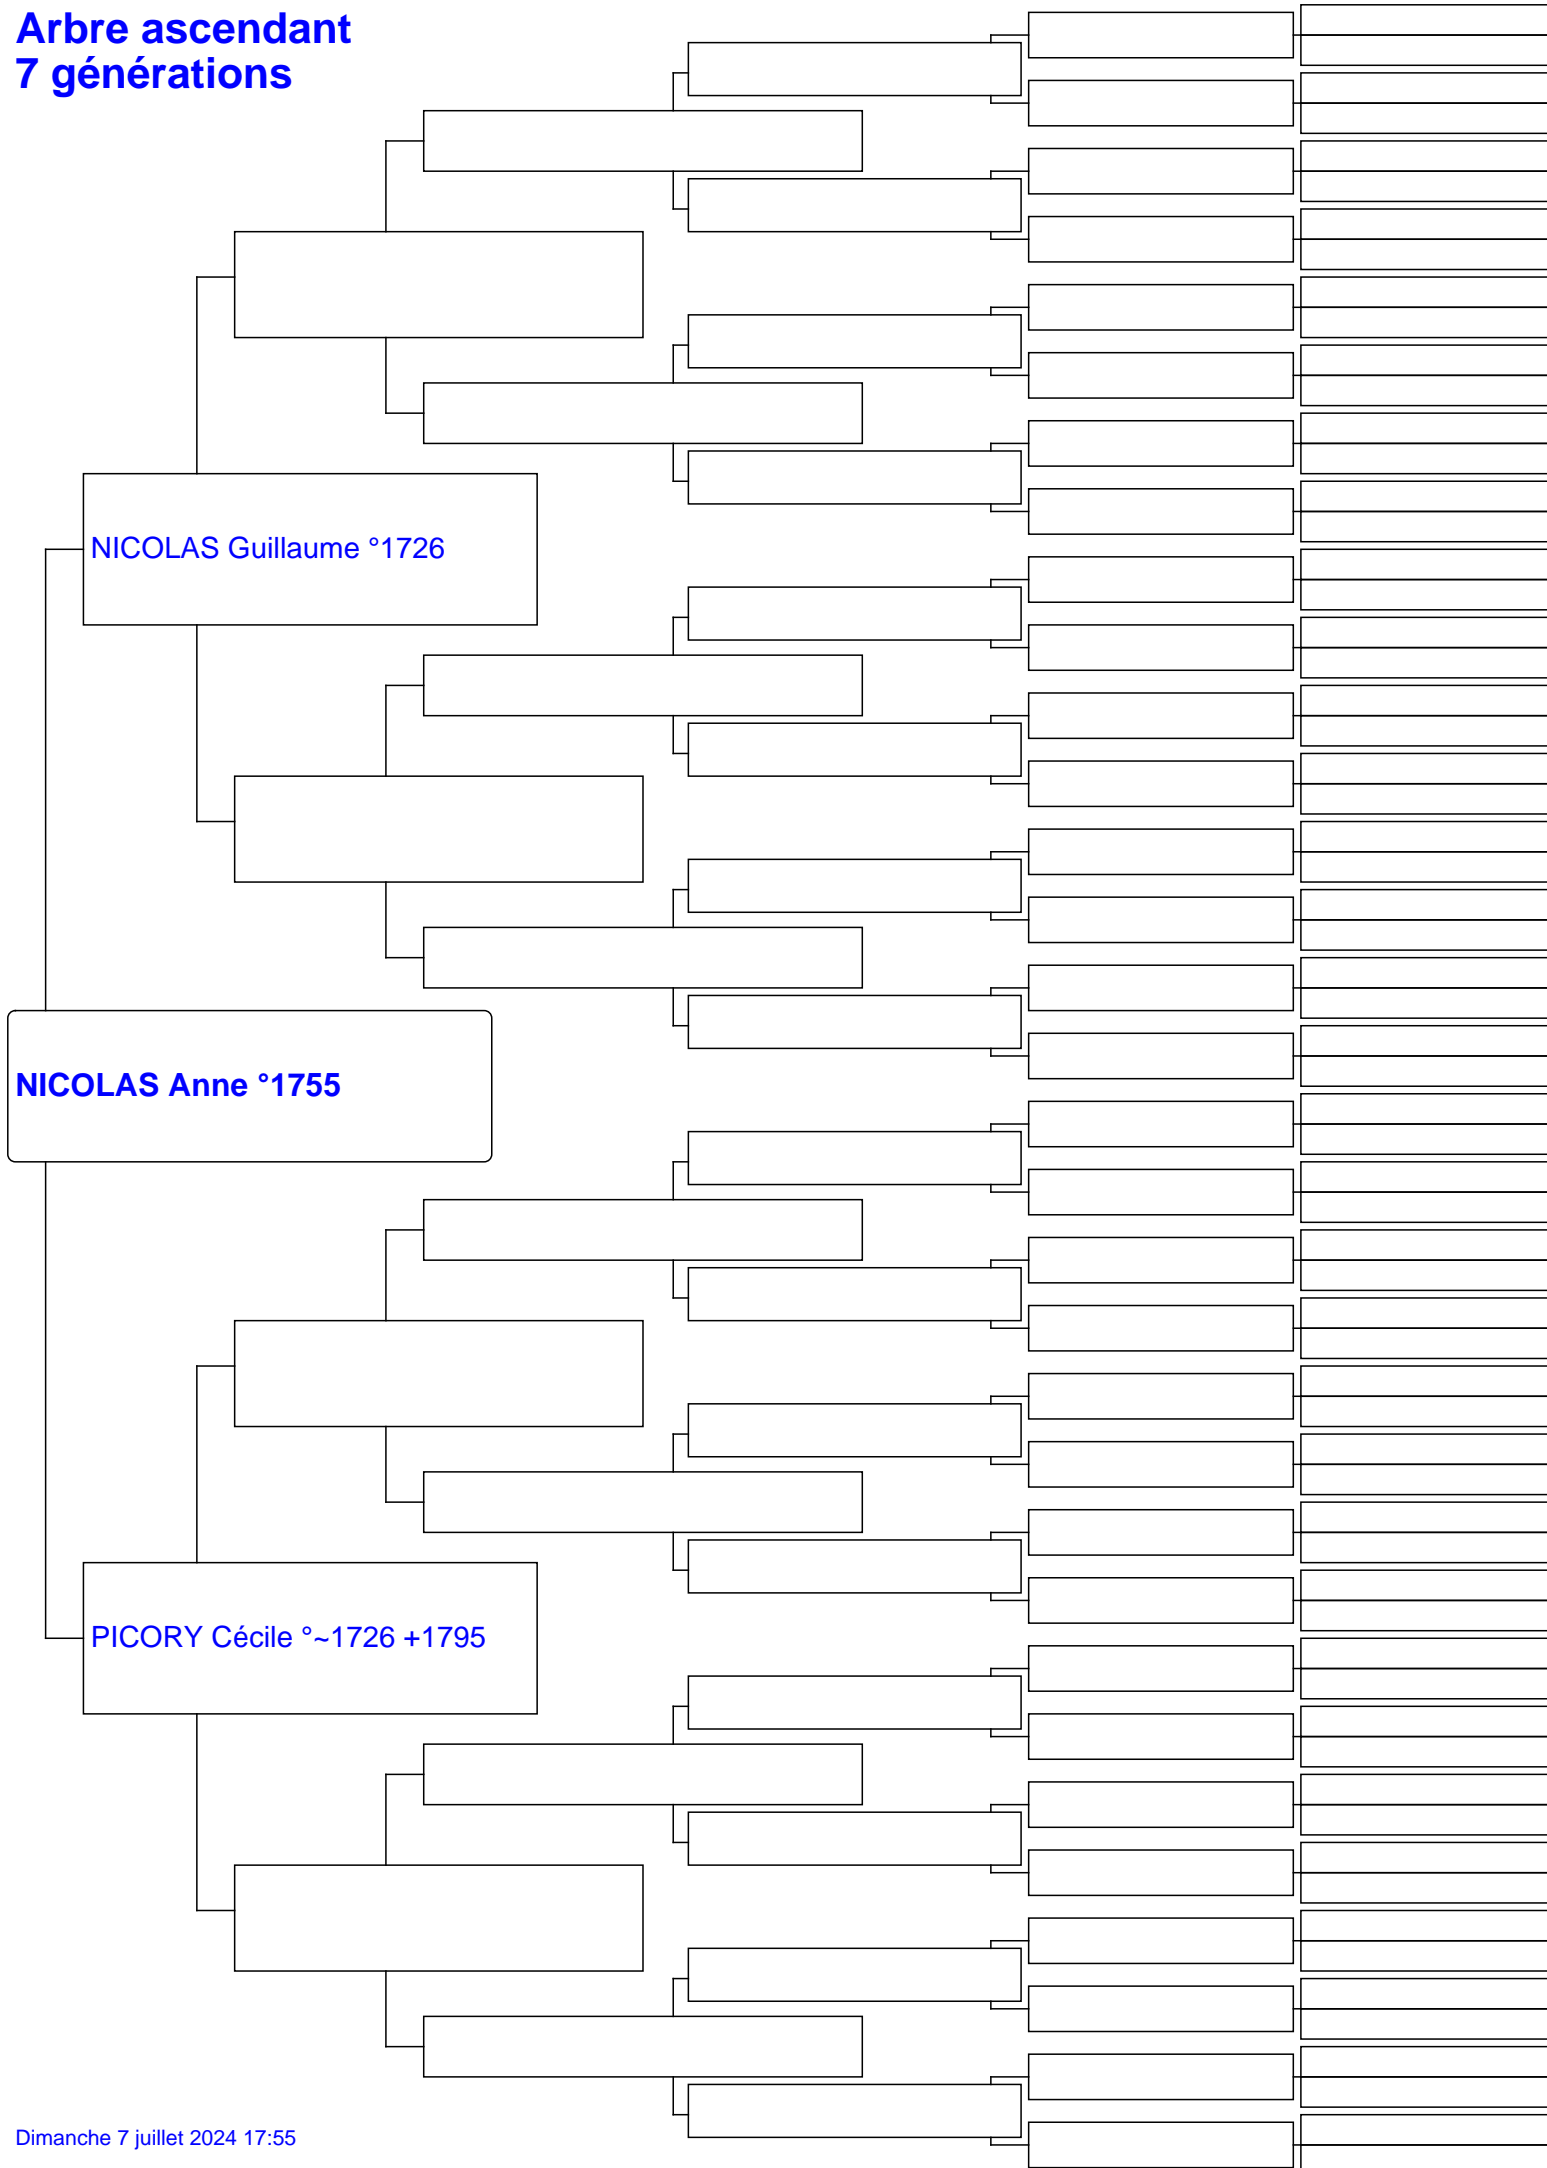 Arbre ascendant
7 générations
NICOLAS Guillaume °1726
NICOLAS Anne °1755
PICORY Cécile °~1726 +1795
Dimanche 7 juillet 2024 17:55